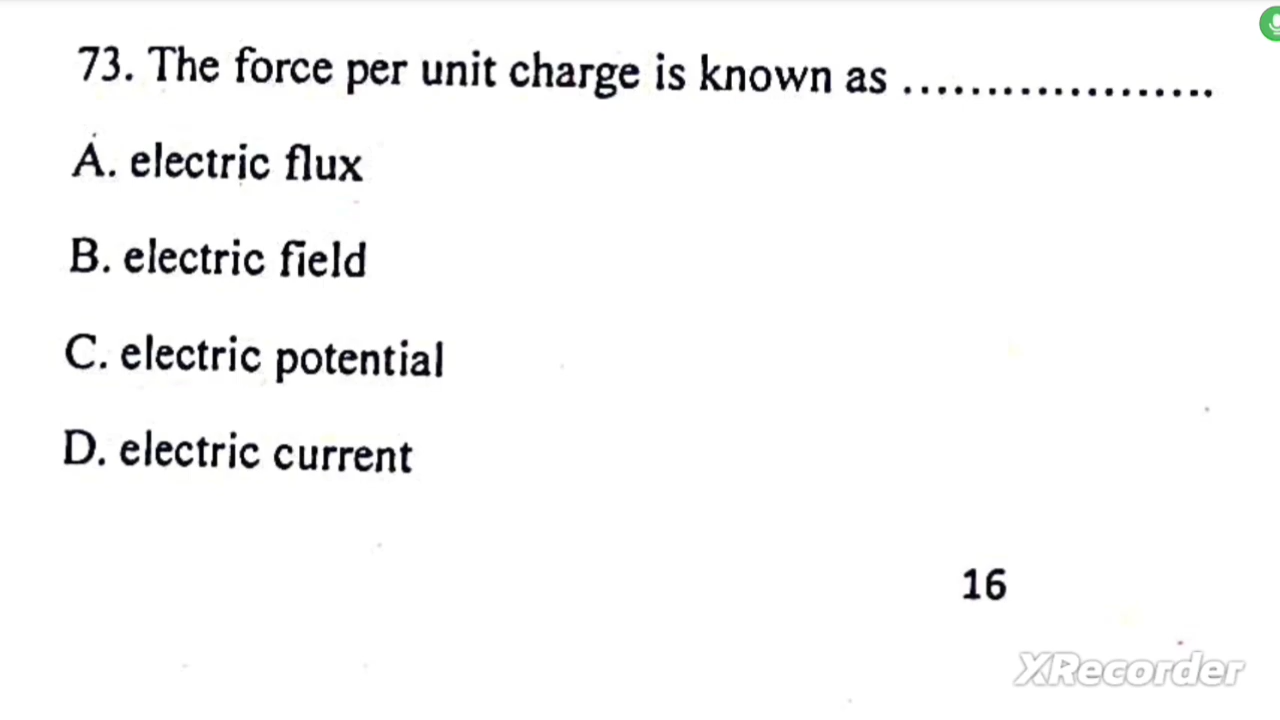 73. The force per unit charge is known as ...................
A. electric flux
B. electric field
C. electric potential
D. electric current
16
XRecorder